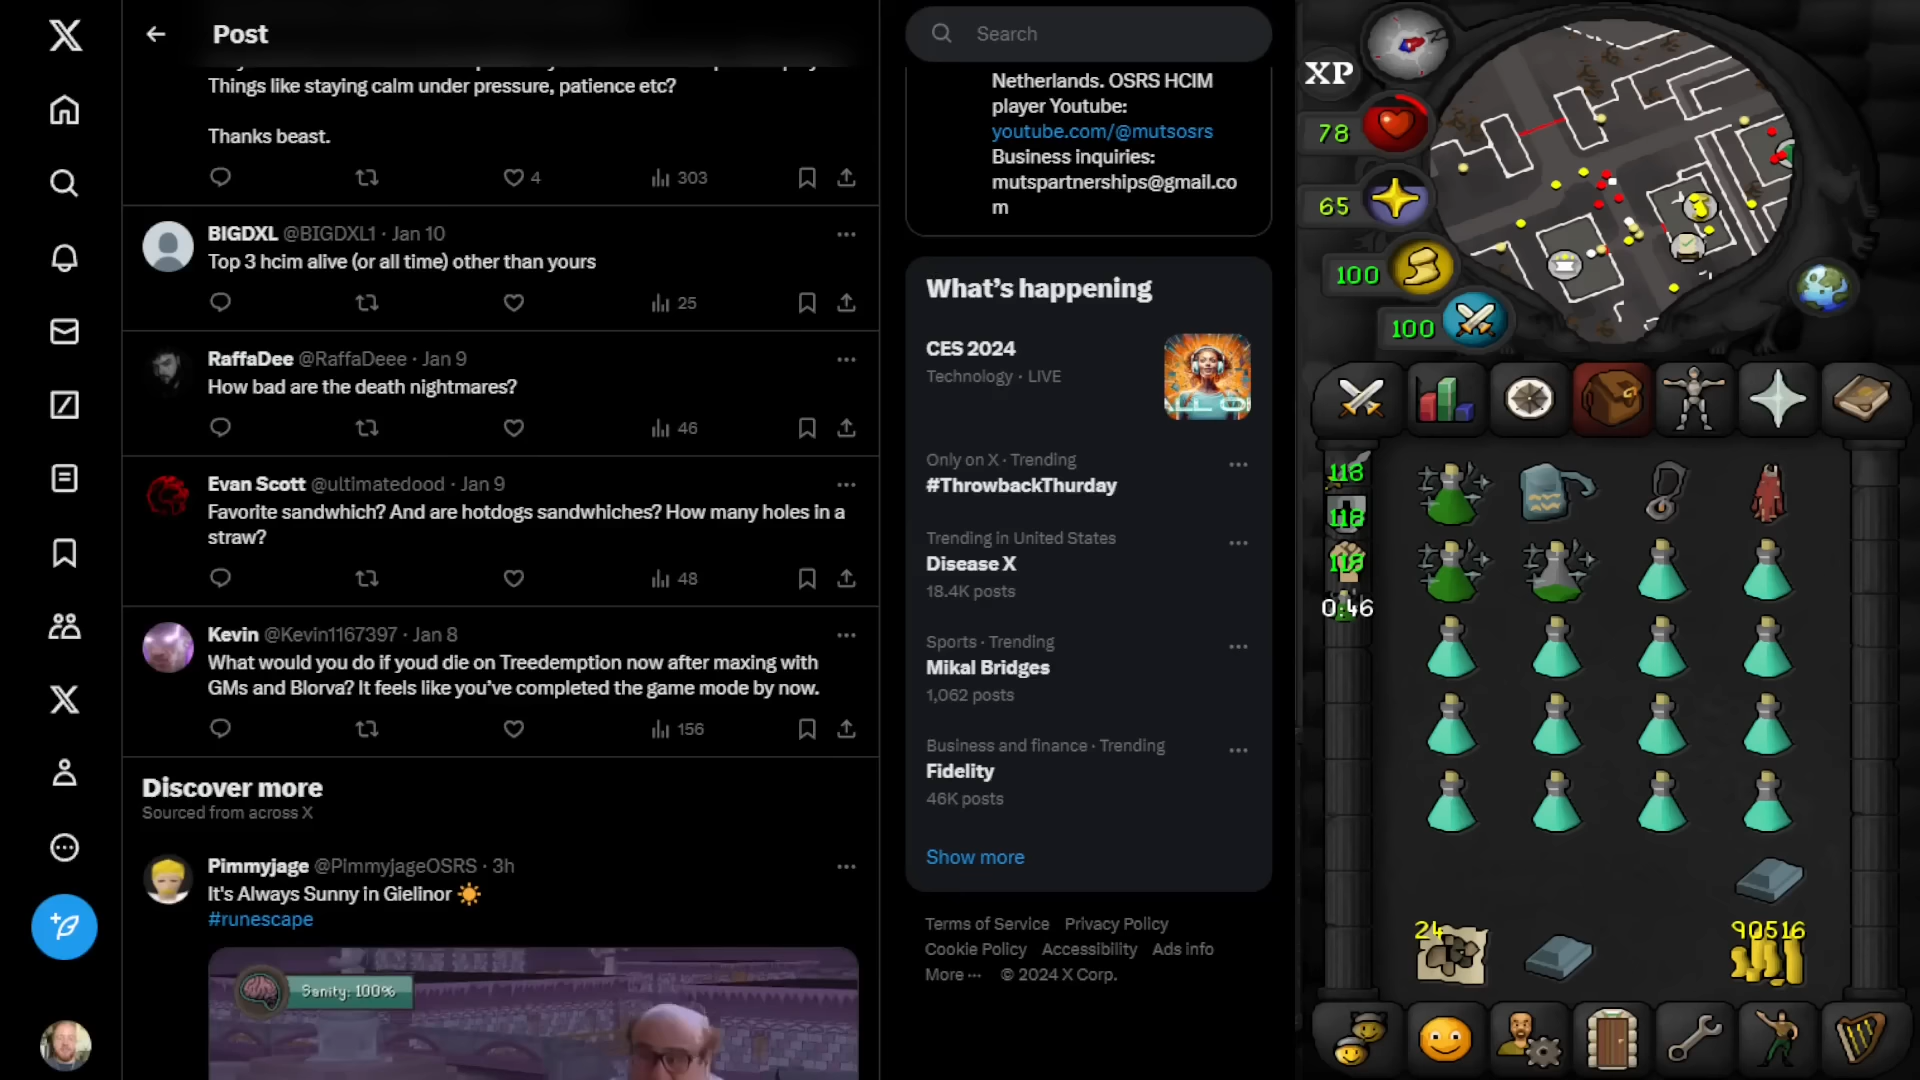 Post
Things like staying calm under pressure, patience etc?
Thanks beast.
4
303
BIGDXL @BIGDXL1 · Jan 10
Top 3 hcim alive (or all time) other than yours
25
RaffaDee @RaffaDeee · Jan 9
How bad are the death nightmares?
46
Evan Scott @ultimatedood · Jan 9
Favorite sandwhich? And are hotdogs sandwhiches? How many holes in a
straw?
48
Kevin @Kevin1167397 · Jan 8
What would you do if youd die on Treedemption now after maxing with
GMs and Blorva? It feels like you've completed the game mode by now.
156
Discover more
Sourced from across X
Pimmyjage @PimmyjageOSRS · 3h
It's Always Sunny in Gielinor
#runescape
Sanity: 100%
Search
Netherlands. OSRS HCIM
player Youtube:
youtube.com/@mutsosrs
Business inquiries:
mutspartnerships@gmail.co
m
What's happening
CES 2024
Technology · LIVE
Only on X · Trending
#ThrowbackThurday
Trending in United States
Disease X
18.4K posts
Sports · Trending
Mikal Bridges
1,062 posts
Business and finance · Trending
Fidelity
46K posts
Show more
Terms of Service Privacy Policy
Cookie Policy Accessibility Ads info
More ··· © 2024 X Corp.
XP
78
65
100
100
118
118
0:46
24
90516